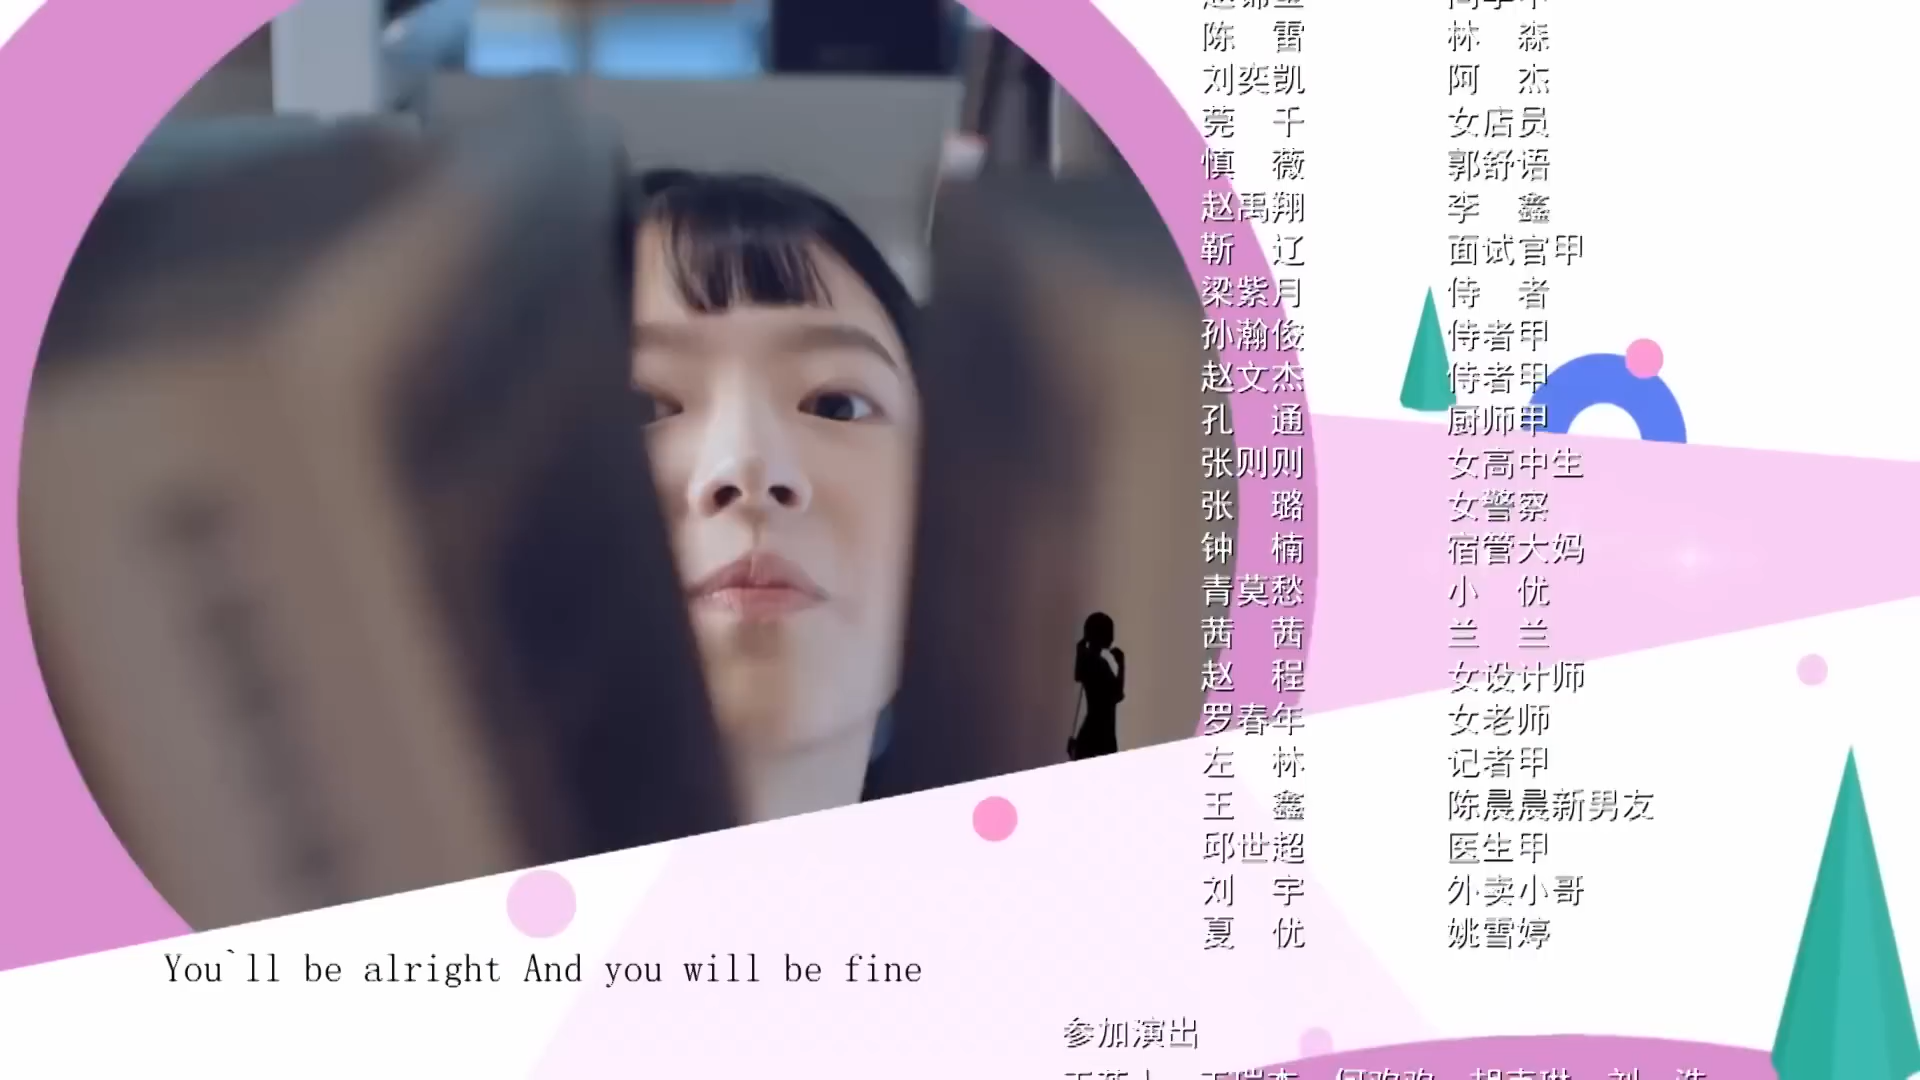 陈 雷 林 森
刘奕凯 阿 杰
莞 千 女店员
慎 薇 郭舒语
赵禹翔 李 鑫
靳 辽 面试官甲
梁紫月 侍 者
孙瀚俊 侍者甲
赵文杰 侍者甲
孔 通 厨师甲
张则则 女高中生
张 璐 女警察
钟 楠 宿管大妈
青莫愁 小 优
茜 茜 兰 兰
赵 程 女设计师
罗春年 女老师
左 林 记者甲
王 鑫 陈晨晨新男友
邱世超 医生甲
刘 宇 外卖小哥
夏 优 姚雪婷
You`ll be alright And you will be fine
参加演出